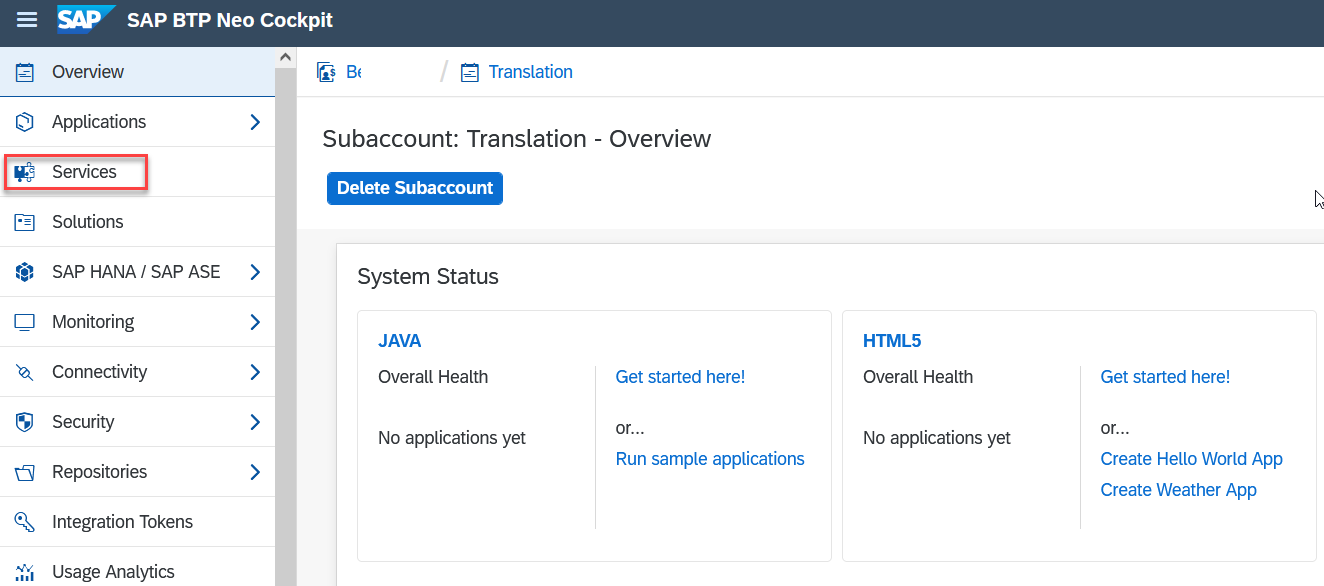 SAP SAP BTP Neo Cockpit
Overview
Applications
Services
Solutions
SAP HANA / SAP ASE
Monitoring
Connectivity
Security
Repositories
Integration Tokens
Usage Analytics
/ Translation
Subaccount: Translation - Overview
Delete Subaccount
System Status
JAVA
Overall Health
No applications yet
Get started here!
or...
Run sample applications
HTML5
Overall Health
No applications yet
Get started here!
or...
Create Hello World App
Create Weather App